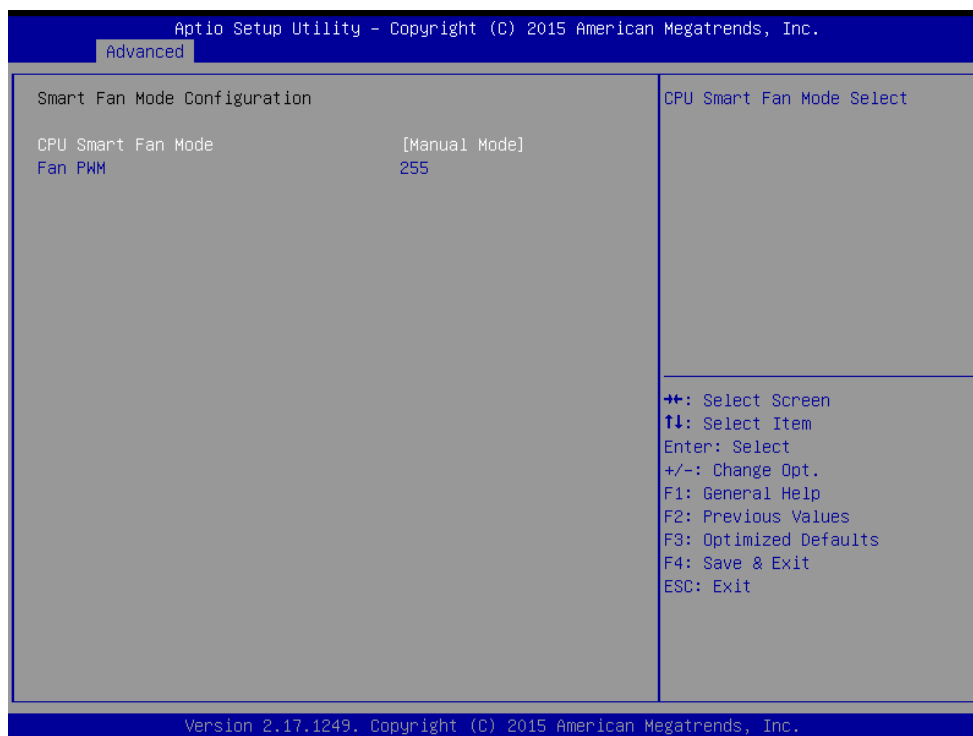 Aptio Setup Utility – Copyright (C) 2015 American Megatrends, Inc.
Advanced
Smart Fan Mode Configuration
CPU Smart Fan Mode [Manual Mode]
Fan PWM 255
CPU Smart Fan Mode Select
→←: Select Screen
↑↓: Select Item
Enter: Select
+/-: Change Opt.
F1: General Help
F2: Previous Values
F3: Optimized Defaults
F4: Save & Exit
ESC: Exit
Version 2.17.1249. Copyright (C) 2015 American Megatrends, Inc.